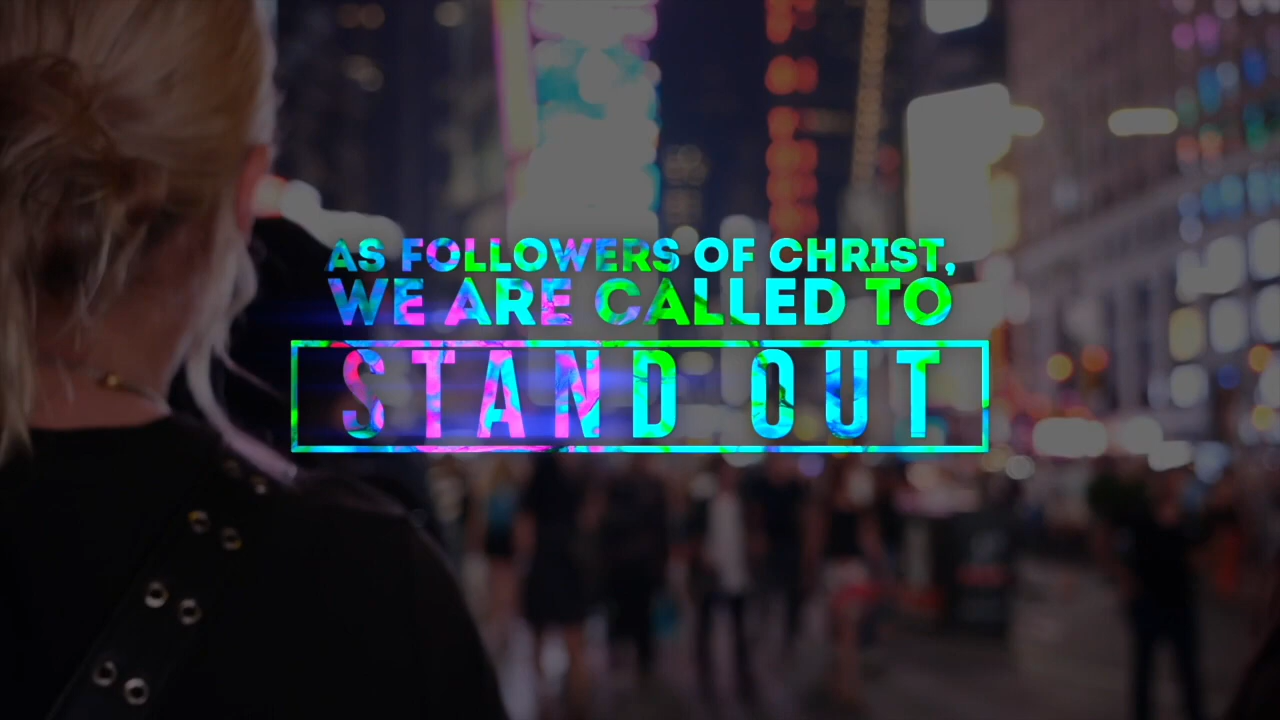 AS FOLLOWERS OF CHRIST,
WE ARE CALLED TO
STAND OUT